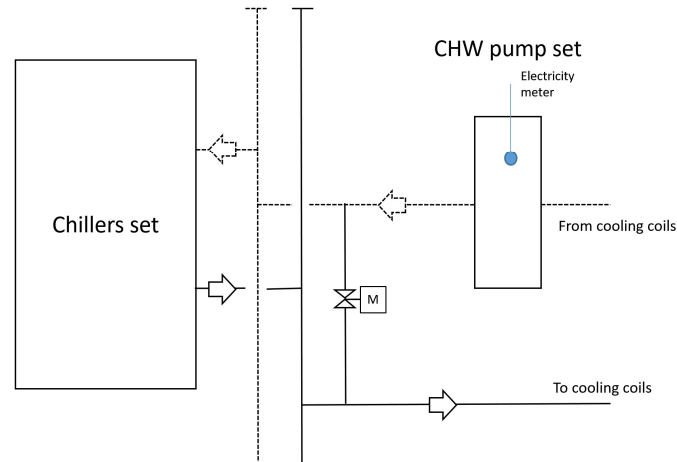 CHW pump set
Electricity
meter
Chillers set
From cooling coils
M
To cooling coils